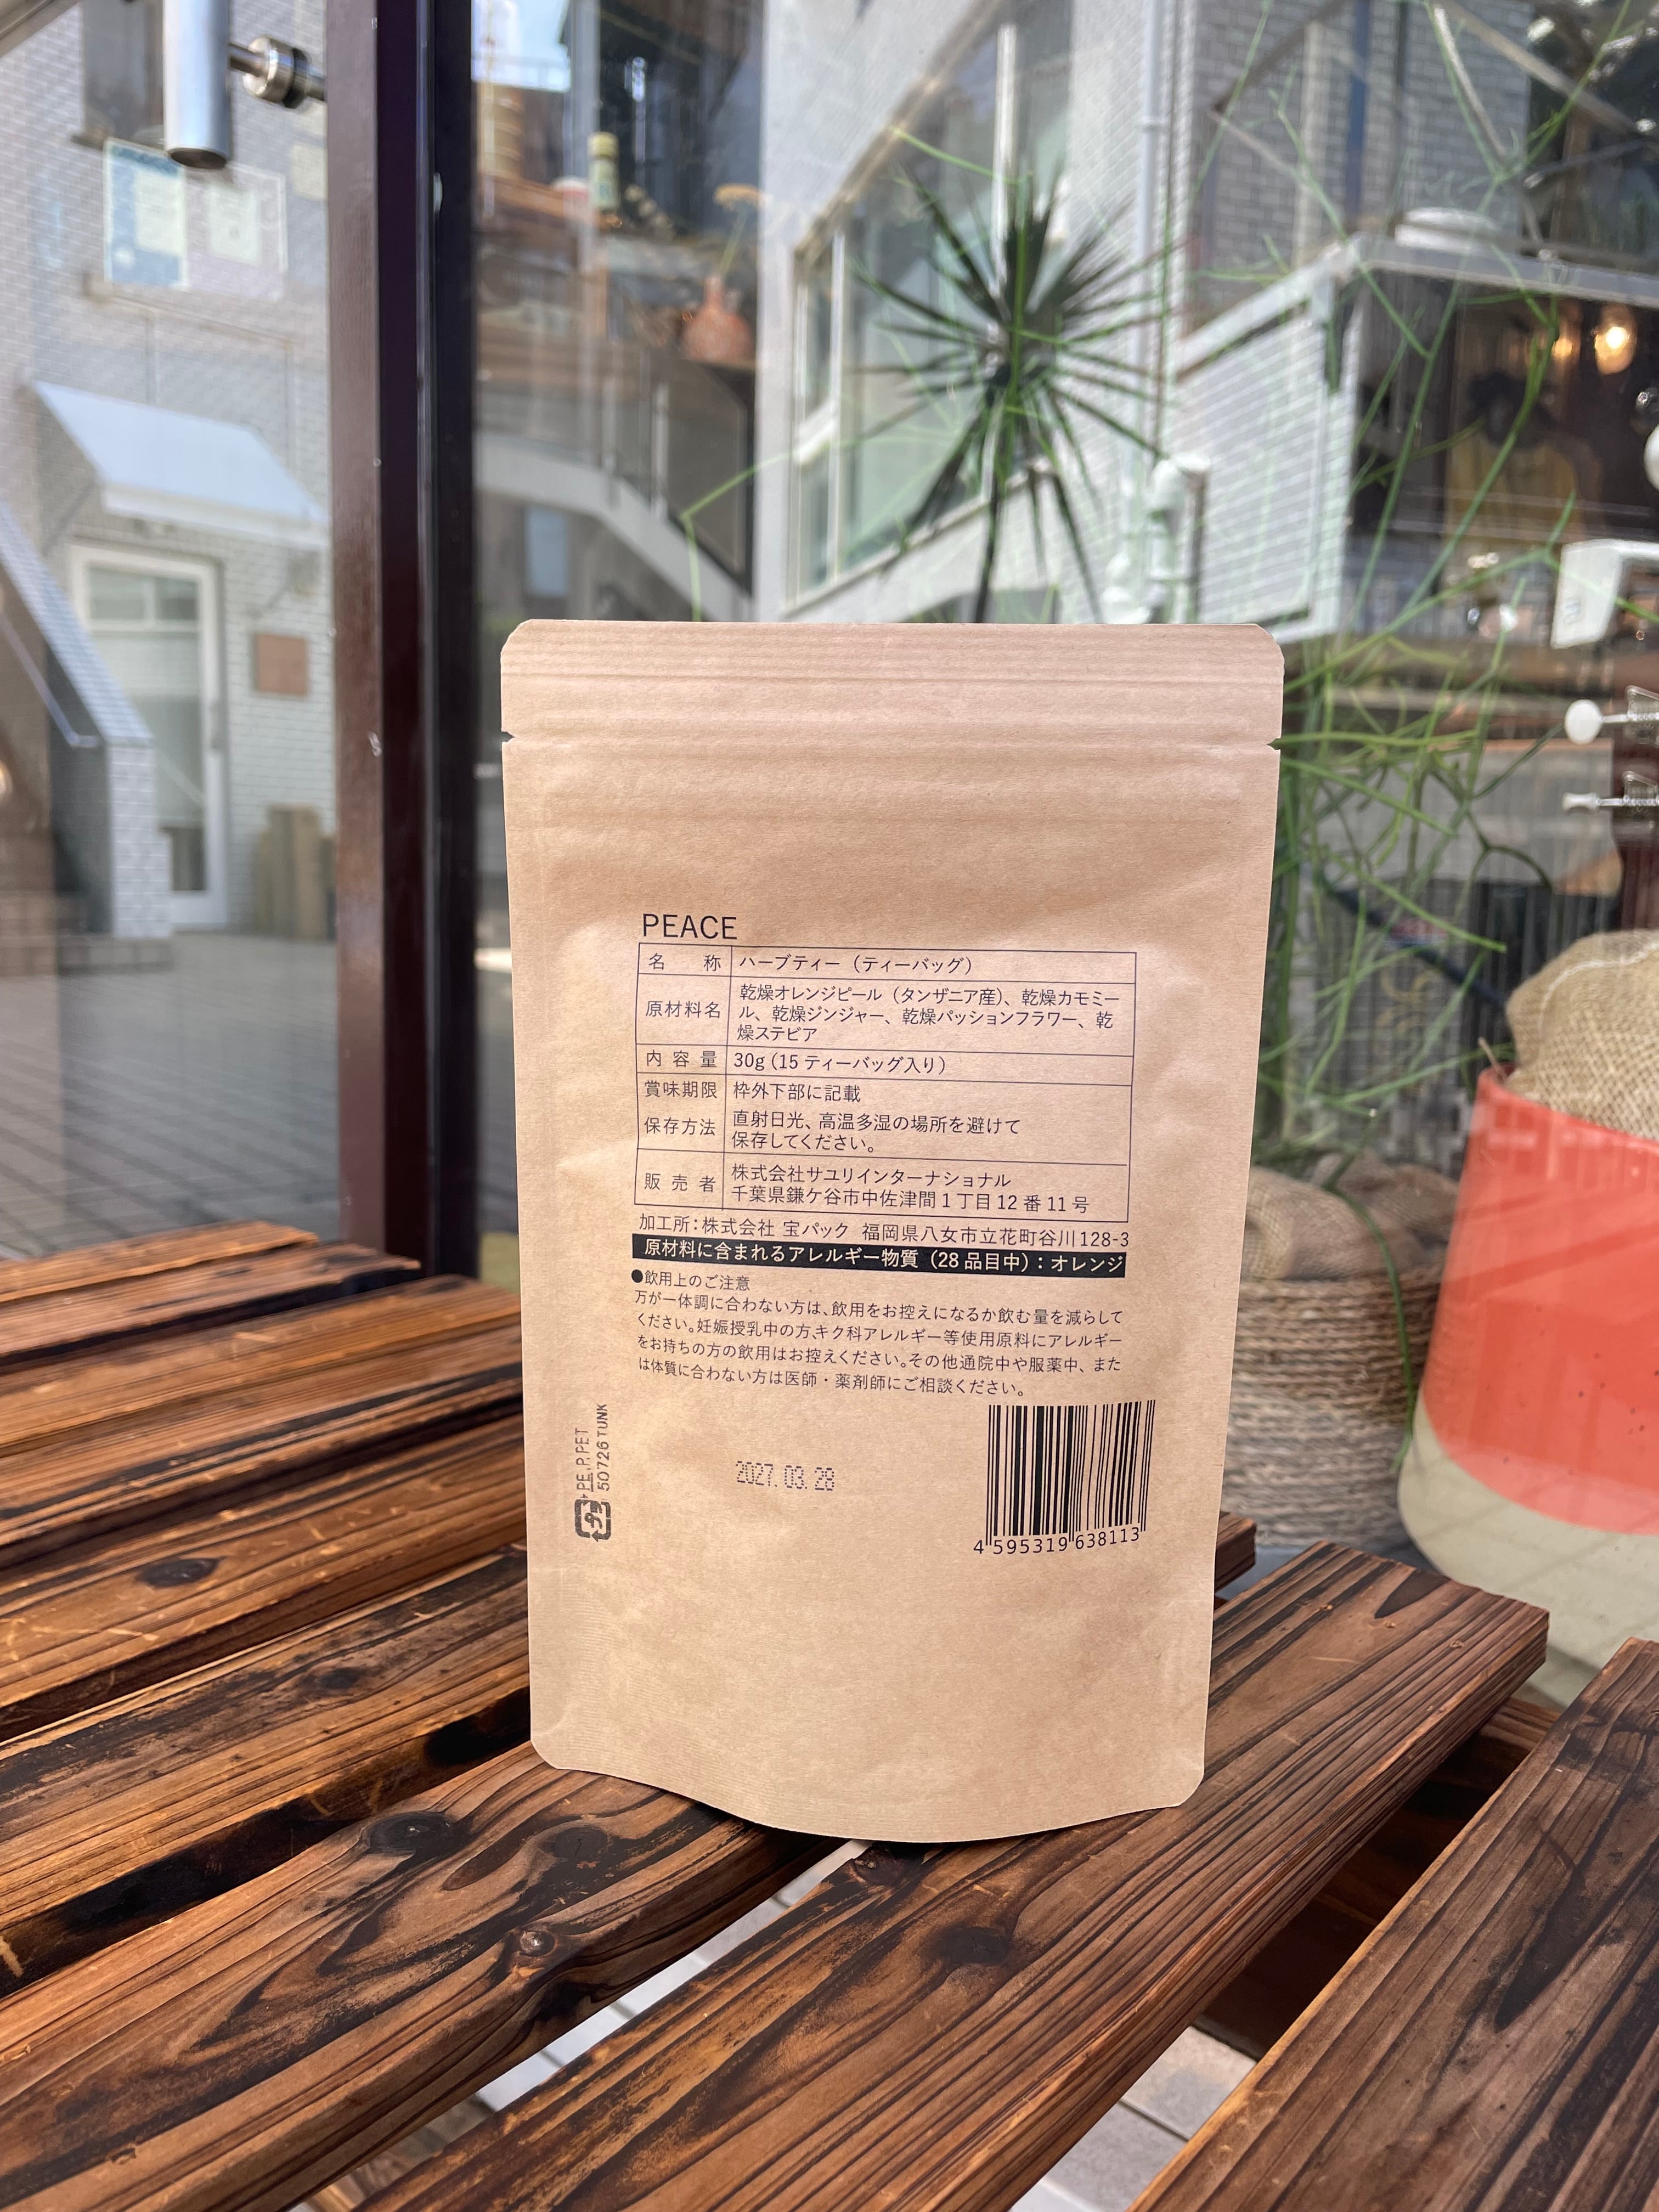 PEACE
名 称 ハーブティー（ティーバッグ）
原材料名 乾燥オレンジピール（タンザニア産）、乾燥カモミー
ル、乾燥ジンジャー、乾燥パッションフラワー、乾
燥ステビア
内容量 30g（15 ティーバッグ入り）
賞味期限 枠外下部に記載
保存方法 直射日光、高温多湿の場所を避けて
保存してください。
販売者 株式会社サユリインターナショナル
千葉県鎌ケ谷市中佐津間1丁目12番11号
加工所：株式会社 宝パック 福岡県八女市立花町谷川128-3
原材料に含まれるアレルギー物質（28品目中）：オレンジ
●飲用上のご注意
万が一体調に合わない方は、飲用をお控えになるか飲む量を減らして
ください。妊娠授乳中の方、キク科アレルギー等使用原料にアレルギー
をお持ちの方の飲用はお控えください。その他通院中や服薬中、また
は体質に合わない方は医師・薬剤師にご相談ください。
プラ
PE,P,PET
50726 TUNK
2027.03.28
4 595319 638113